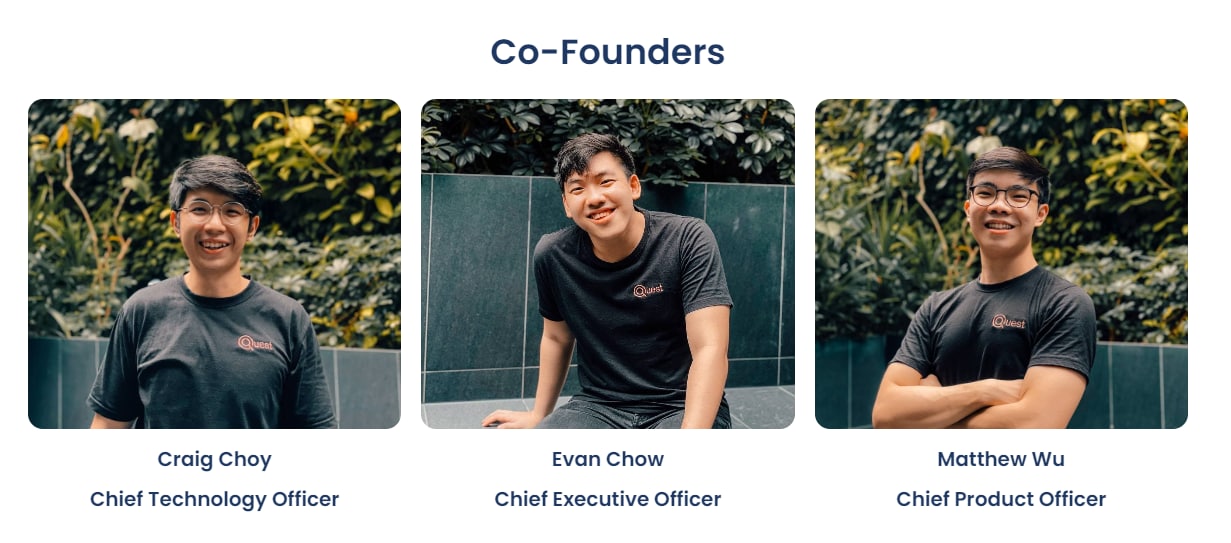 Co-Founders
Quest
Quest
Quest
Craig Choy
Evan Chow
Matthew Wu
Chief Technology Officer
Chief Executive Officer
Chief Product Officer